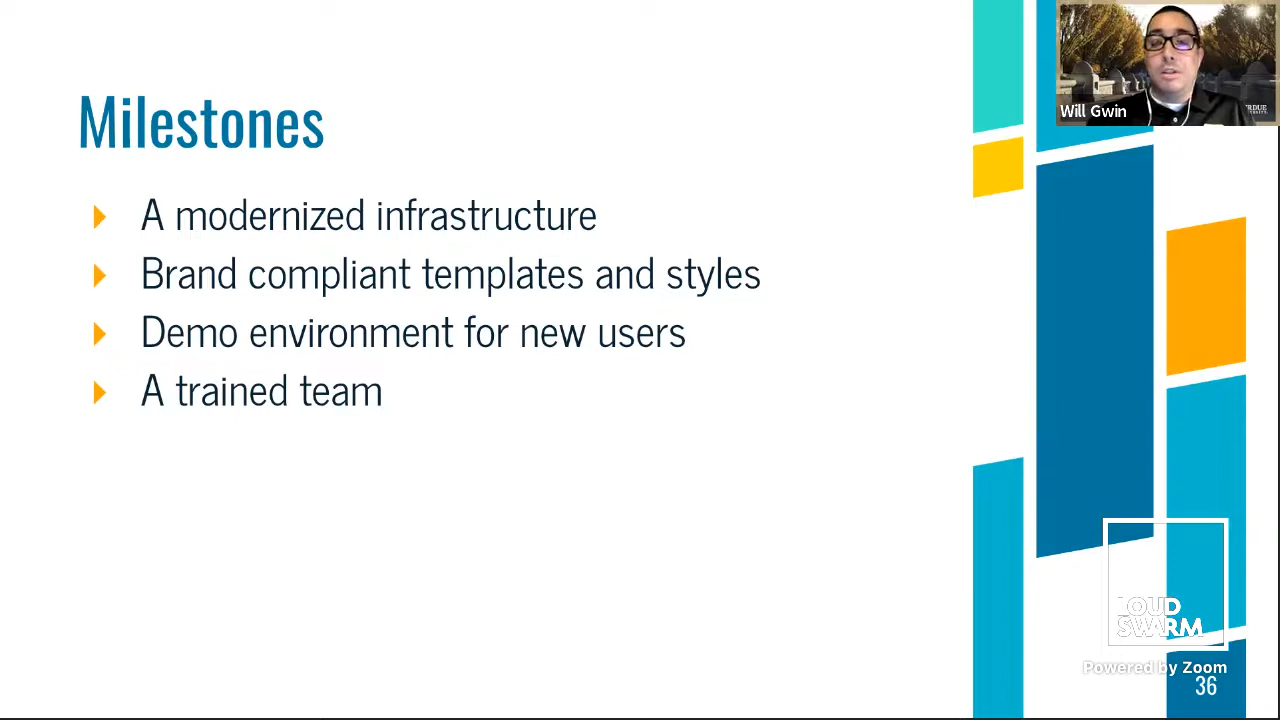 Milestones
A modernized infrastructure
Brand compliant templates and styles
Demo environment for new users
A trained team
Will Gwin
LOUD
SWARM
Powered by Zoom
36